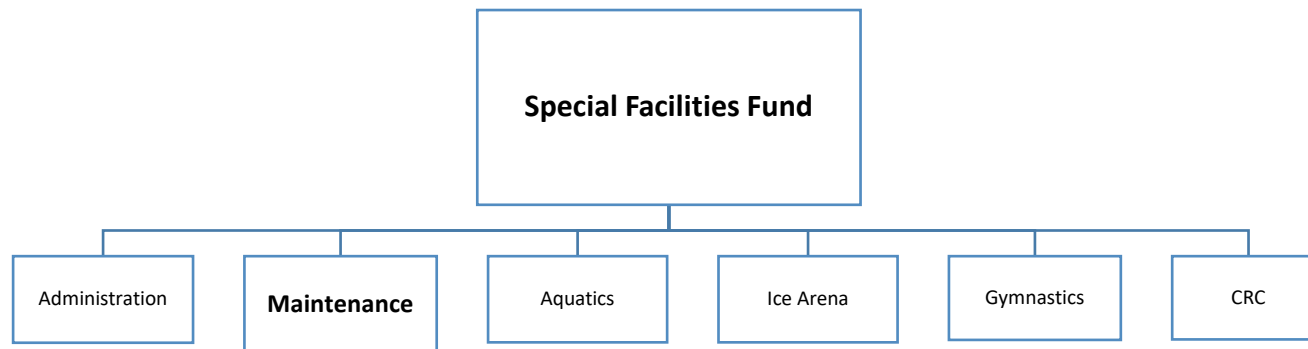 Special Facilities Fund
Administration
Maintenance
Aquatics
Ice Arena
Gymnastics
CRC